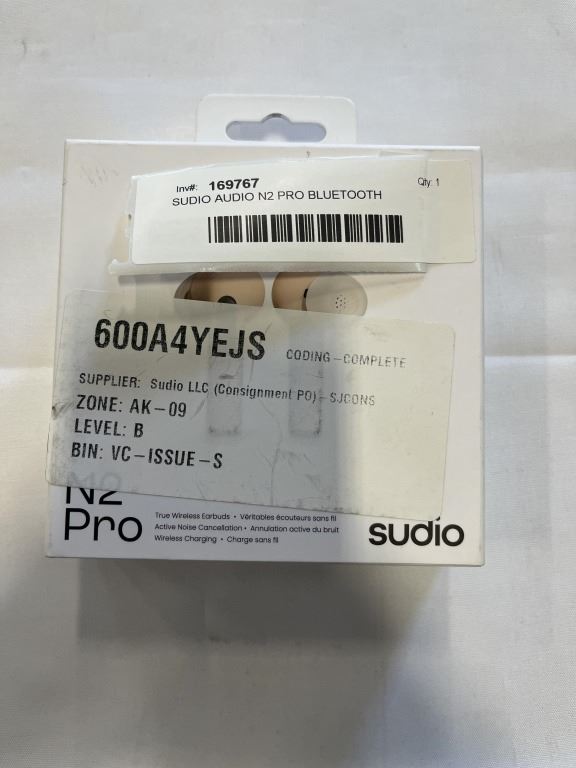 Inv#: 169767 Qty: 1
SUDIO AUDIO N2 PRO BLUETOOTH
600A4YEJS CODING-COMPLETE
SUPPLIER: Sudio LLC (Consignment PO)-SJCONS
ZONE: AK-09
LEVEL: B
BIN: VC-ISSUE-S
N2
Pro
True Wireless Earbuds • Véritables écouteurs sans fil
Active Noise Cancellation • Annulation active du bruit
Wireless Charging • Charge sans fil
sudio